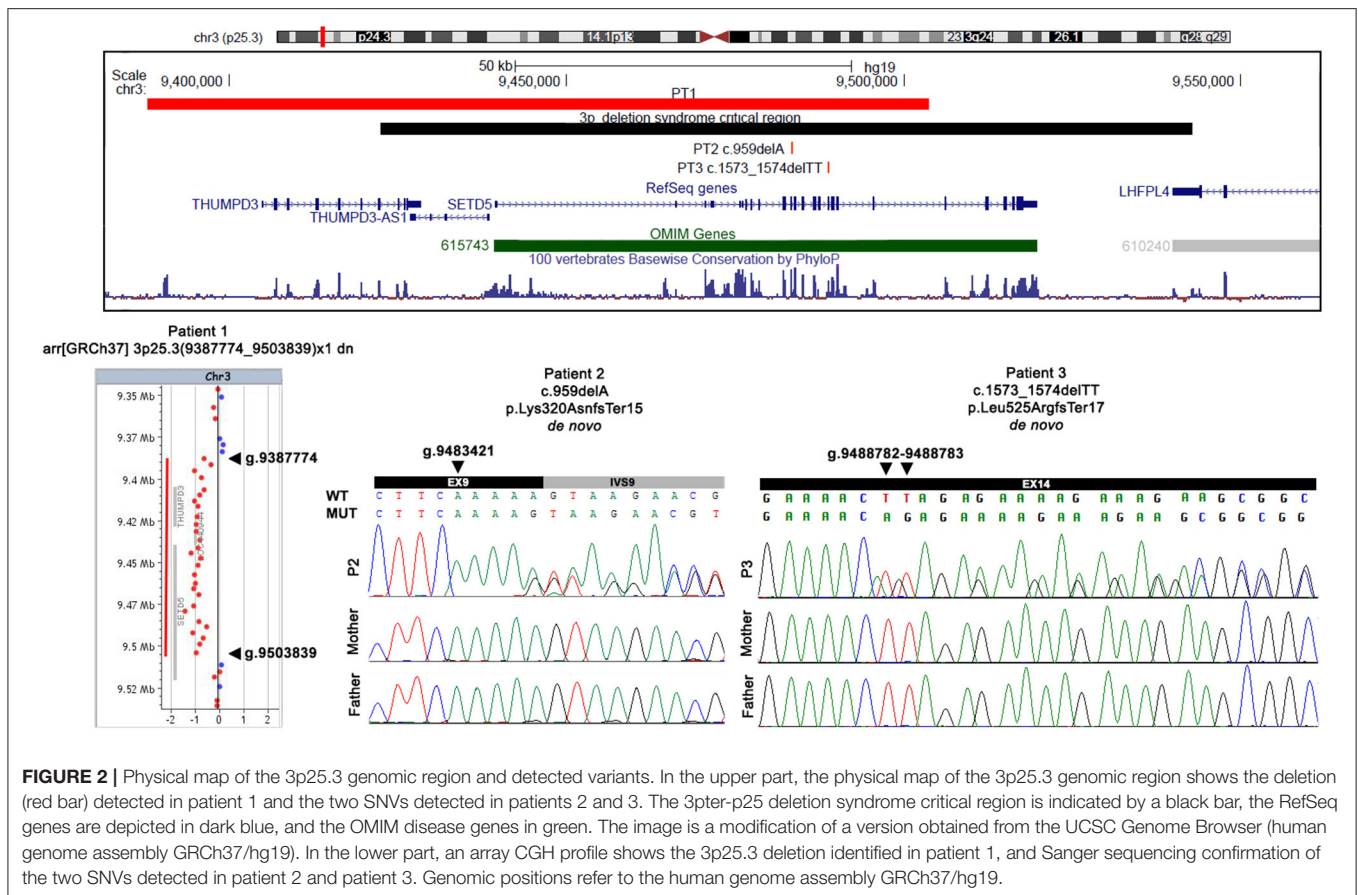 chr3 (p25.3) p24.3 14.1 p13 23 3q24 26.1 q28 q29
Scale 50 kb hg19
chr3: 9,400,000 9,450,000 9,500,000 9,550,000
PT1
3p_deletion syndrome critical region
PT2 c.959delA
PT3 c.1573_1574delTT
RefSeq genes
THUMPD3 SETD5 LHFPL4
THUMPD3-AS1
OMIM Genes
615743 610240
100 vertebrates Basewise Conservation by PhyloP
Patient 1
arr[GRCh37] 3p25.3(9387774_9503839)x1 dn
Chr3
9.35 Mb
9.37 Mb
g.9387774
9.4 Mb
THUMPD3
9.42 Mb
9.45 Mb
9.47 Mb
SETD5
9.5 Mb
g.9503839
9.52 Mb
-2 -1 0 1 2
Patient 2
c.959delA
p.Lys320AsnfsTer15
de novo
g.9483421
EX9 IVS9
WT C T T C A A A A A G T A A G A A C G
MUT C T T C A A A A G T A A G A A C G T
P2
Mother
Father
Patient 3
c.1573_1574delTT
p.Leu525ArgfsTer17
de novo
g.9488782-9488783
EX14
G A A A A C T T A G A G A A A A G A A A G A A G C G G C
G A A A A C A G A G A A A A G A A A G A A G C G G C G G
P3
Mother
Father
FIGURE 2 | Physical map of the 3p25.3 genomic region and detected variants. In the upper part, the physical map of the 3p25.3 genomic region shows the deletion
(red bar) detected in patient 1 and the two SNVs detected in patients 2 and 3. The 3pter-p25 deletion syndrome critical region is indicated by a black bar, the RefSeq
genes are depicted in dark blue, and the OMIM disease genes in green. The image is a modification of a version obtained from the UCSC Genome Browser (human
genome assembly GRCh37/hg19). In the lower part, an array CGH profile shows the 3p25.3 deletion identified in patient 1, and Sanger sequencing confirmation of
the two SNVs detected in patient 2 and patient 3. Genomic positions refer to the human genome assembly GRCh37/hg19.